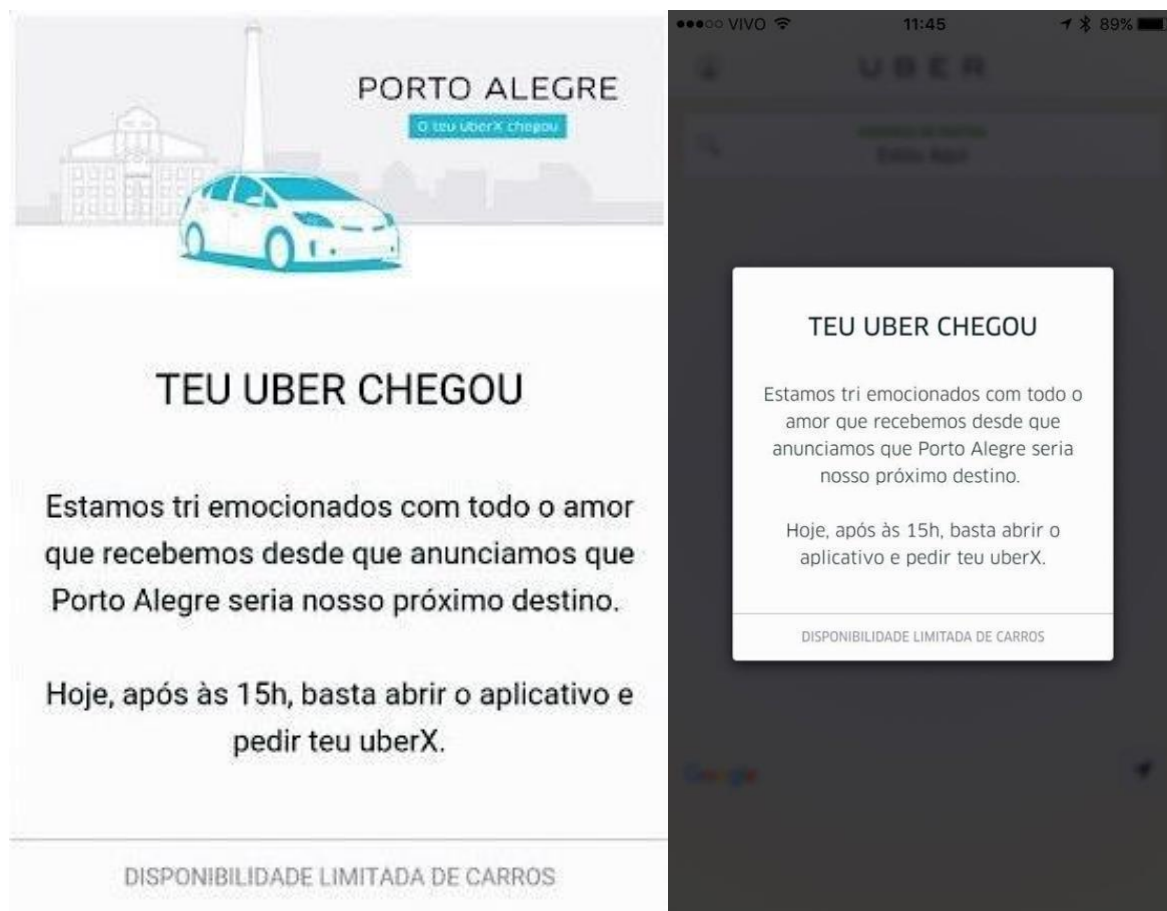 PORTO ALEGRE
O teu uberX chegou
TEU UBER CHEGOU
Estamos tri emocionados com todo o amor
que recebemos desde que anunciamos que
Porto Alegre seria nosso próximo destino.
Hoje, após às 15h, basta abrir o aplicativo e
pedir teu uberX.
DISPONIBILIDADE LIMITADA DE CARROS
VIVO 11:45 89%
UBER
TEU UBER CHEGOU
Estamos tri emocionados com todo o
amor que recebemos desde que
anunciamos que Porto Alegre seria
nosso próximo destino.
Hoje, após às 15h, basta abrir o
aplicativo e pedir teu uberX.
DISPONIBILIDADE LIMITADA DE CARROS
Google